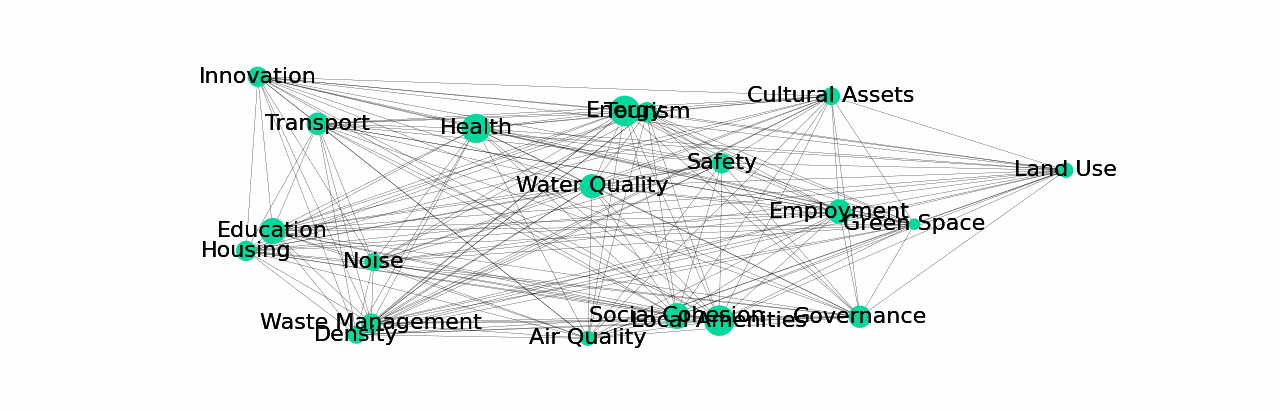 Innovation
Cultural Assets
Energy
Tourism
Transport
Health
Safety
Land Use
Water Quality
Employment
Green Space
Education
Housing
Noise
Social Cohesion
Local Amenities
Governance
Waste Management
Density
Air Quality